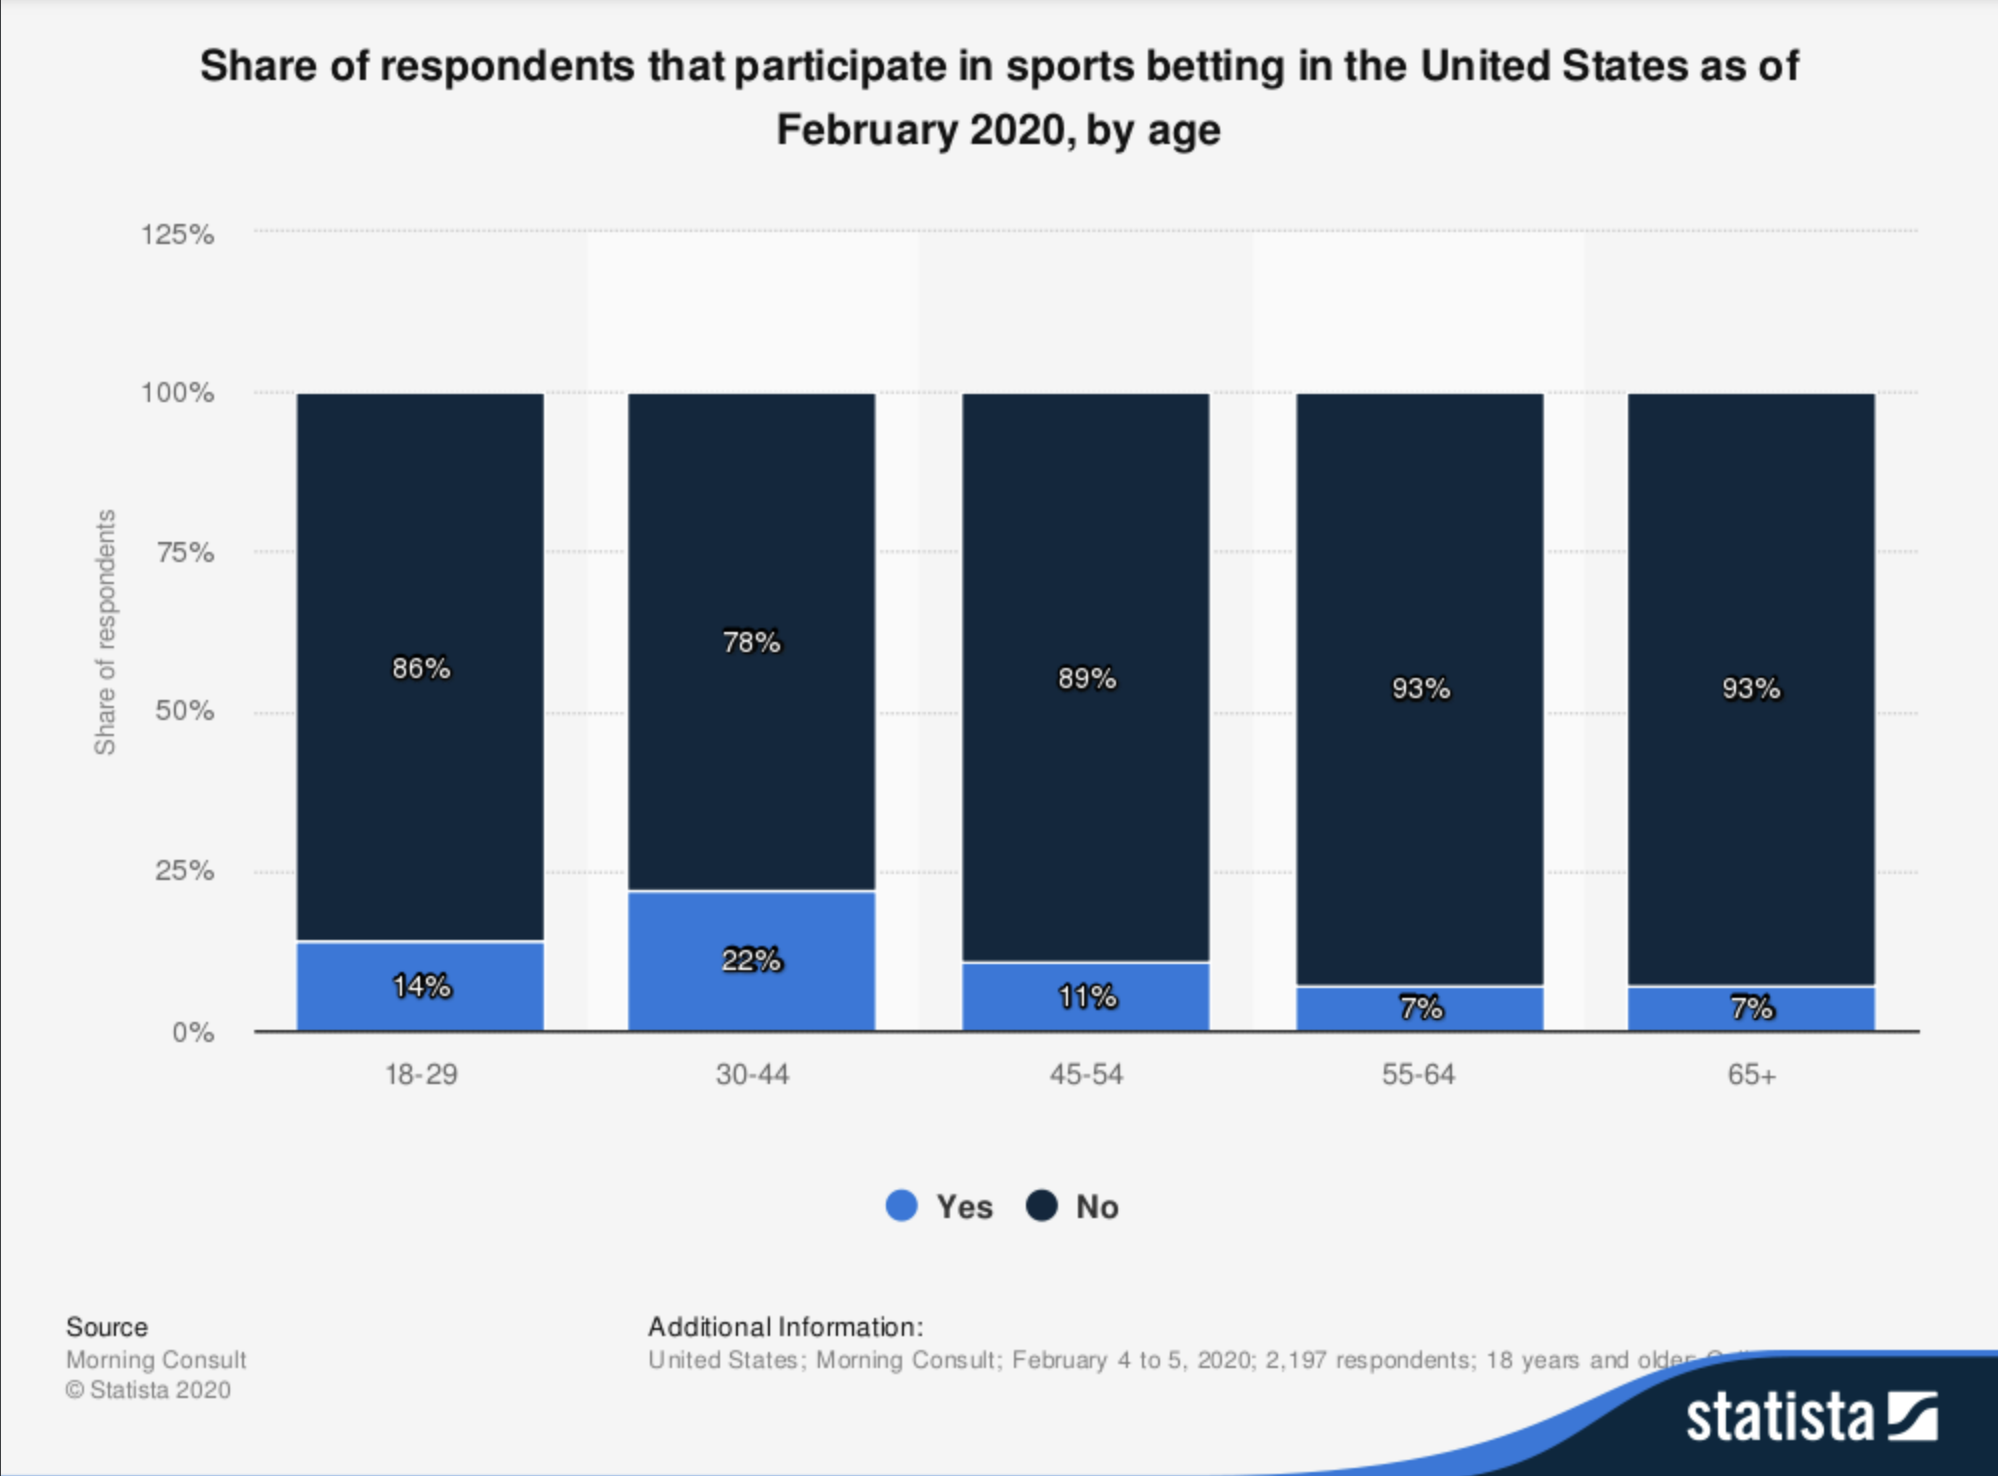 Share of respondents that participate in sports betting in the United States as of
February 2020, by age
125%
100%
75%
50%
25%
0%
Share of respondents
86%
78%
89%
93%
93%
14%
22%
11%
7%
7%
18-29
30-44
45-54
55-64
65+
Yes
No
Source
Morning Consult
© Statista 2020
Additional Information:
United States; Morning Consult; February 4 to 5, 2020; 2,197 respondents; 18 years and older
statista